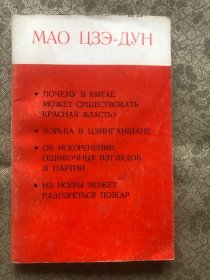 МАО ЦЗЭ-ДУН
• ПОЧЕМУ В КИТАЕ
МОЖЕТ СУЩЕСТВОВАТЬ
КРАСНАЯ ВЛАСТЬ?
• БОРЬБА В ЦЗИНГАНШАНЕ
• ОБ ИСКОРЕНЕНИИ
ОШИБОЧНЫХ ВЗГЛЯДОВ
В ПАРТИИ
• ИЗ ИСКРЫ МОЖЕТ
РАЗГОРЕТЬСЯ ПОЖАР